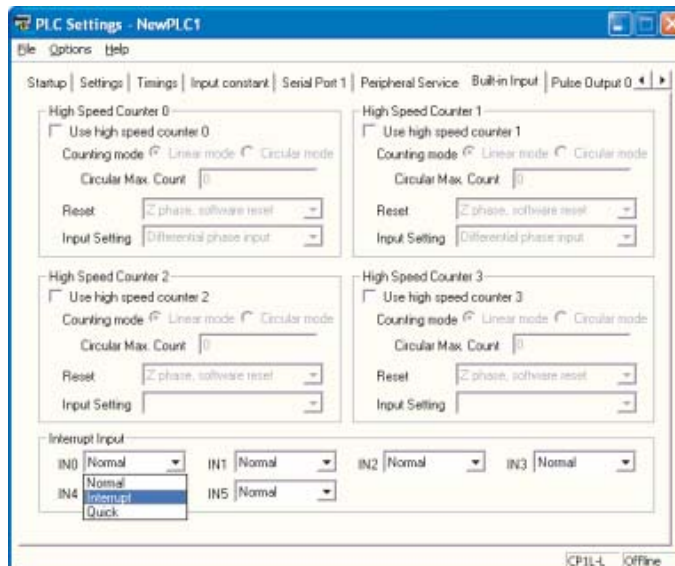 PLC Settings - NewPLC1
File Options Help
Startup Settings Timings Input constant Serial Port 1 Peripheral Service Built-in Input Pulse Output 0
High Speed Counter 0
Use high speed counter 0
Counting mode Linear mode Circular mode
Circular Max. Count 0
Reset Z phase, software reset
Input Setting Differential phase input
High Speed Counter 1
Use high speed counter 1
Counting mode Linear mode Circular mode
Circular Max. Count 0
Reset Z phase, software reset
Input Setting Differential phase input
High Speed Counter 2
Use high speed counter 2
Counting mode Linear mode Circular mode
Circular Max. Count 0
Reset Z phase, software reset
Input Setting
High Speed Counter 3
Use high speed counter 3
Counting mode Linear mode Circular mode
Circular Max. Count 0
Reset Z phase, software reset
Input Setting
Interrupt Input
IN0 Normal IN1 Normal IN2 Normal IN3 Normal
Normal
IN4 Interrupt IN5 Normal
Quick
CP1L-L Offline